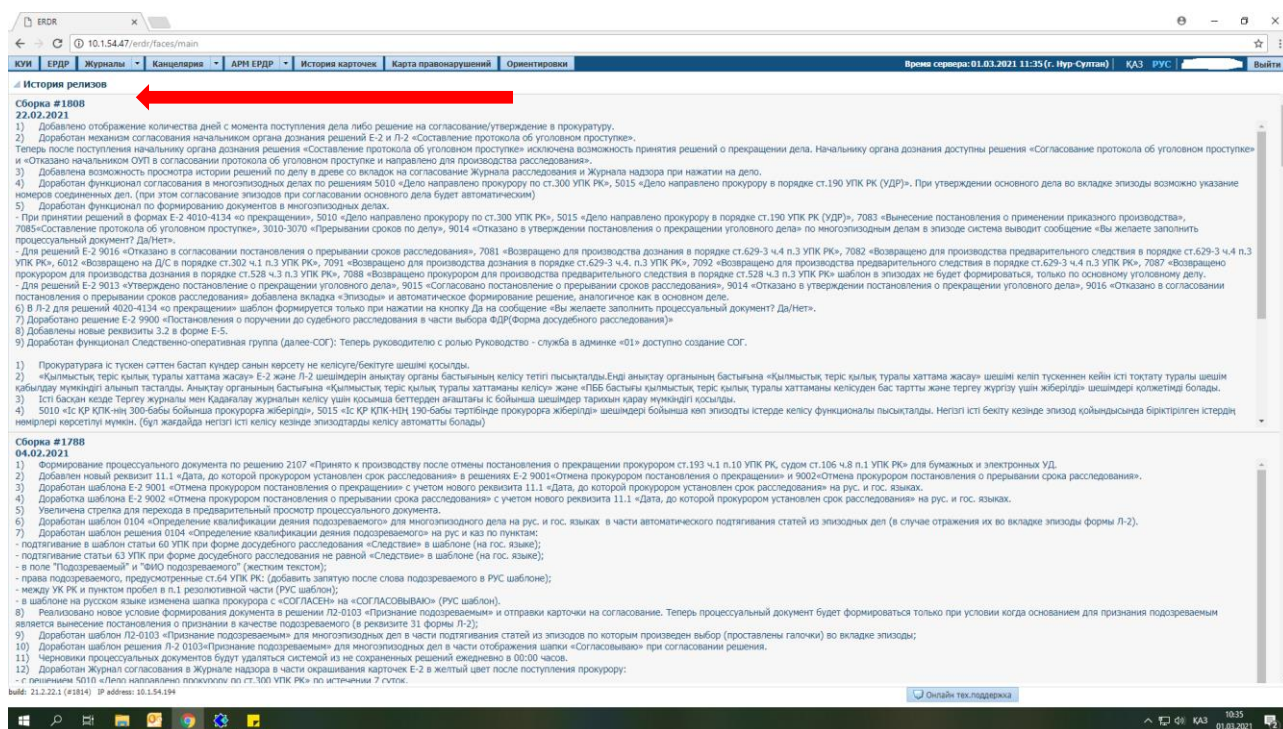 ERDR
10.1.54.47/erdr/faces/main
КУИ ЕРДР Журналы Канцелярия АРМ ЕРДР История карточек Карта правонарушений Ориентировки Время сервера: 01.03.2021 11:35 (г. Нур-Султан) ҚАЗ РУС Выйти
История релизов
Сборка #1808
22.02.2021
1) Добавлено отображение количества дней с момента поступления дела либо решение на согласование/утверждение в прокуратуру.
2) Доработан механизм согласования начальником органа дознания решений Е-2 и Л-2 «Составление протокола об уголовном проступке».
Теперь после поступления начальнику органа дознания решения «Составление протокола об уголовном проступке» исключена возможность принятия решений о прекращении дела. Начальнику органа дознания доступны решения «Согласование протокола об уголовном проступке»
и «Отказано начальником ОУП в согласовании протокола об уголовном проступке и направлено для производства расследования».
3) Добавлена возможность просмотра истории решений по делу в древе со вкладок на согласование Журнала расследования и Журнала надзора при нажатии на дело.
4) Доработан функционал согласования в многоэпизодных делах по решениям 5010 «Дело направлено прокурору по ст.300 УПК РК», 5015 «Дело направлено прокурору в порядке ст.190 УПК РК (УДР)». При утверждении основного дела во вкладке эпизоды возможно указание
номеров соединенных дел. (при этом согласование эпизодов при согласовании основного дела будет автоматическим)
5) Доработан функционал по формированию документов в многоэпизодных делах.
- При принятии решений в формах Е-2 4010-4134 «о прекращении», 5010 «Дело направлено прокурору по ст.300 УПК РК», 5015 «Дело направлено прокурору в порядке ст.190 УПК РК (УДР)», 7083 «Вынесение постановления о применении приказного производства»,
7085«Составление протокола об уголовном проступке», 3010-3070 «Прерывании сроков по делу», 9014 «Отказано в утверждении постановления о прекращении уголовного дела» по многоэпизодным делам в эпизоде система выводит сообщение «Вы желаете заполнить
процессуальный документ? Да/Нет».
- Для решений Е-2 9016 «Отказано в согласовании постановления о прерывании сроков расследования», 7081 «Возвращено для производства дознания в порядке ст.629-3 ч.4 п.3 УПК РК», 7082 «Возвращено для производства предварительного следствия в порядке ст.629-3 ч.4 п.3
УПК РК», 6012 «Возвращено на Д/С в порядке ст.302 ч.1 п.3 УПК РК», 7091 «Возвращено для производства дознания в порядке ст.629-3 ч.4. п.3 УПК РК», 7092 «Возвращено для производства предварительного следствия в порядке ст.629-3 ч.4 п.3 УПК РК», 7087 «Возвращено
прокурором для производства дознания в порядке ст.528 ч.3 п.3 УПК РК», 7088 «Возвращено прокурором для производства предварительного следствия в порядке ст.528 ч.3 п.3 УПК РК» шаблон в эпизодах не будет формироваться, только по основному уголовному делу.
- Для решений Е-2 9013 «Утверждено постановление о прекращении уголовного дела», 9015 «Согласовано постановление о прерывании сроков расследования», 9014 «Отказано в утверждении постановления о прекращении уголовного дела», 9016 «Отказано в согласовании
постановления о прерывании сроков расследования» добавлена вкладка «Эпизоды» и автоматическое формирование решение, аналогичное как в основном деле.
6) В Л-2 для решений 4020-4134 «о прекращении» шаблон формируется только при нажатии на кнопку Да на сообщение «Вы желаете заполнить процессуальный документ? Да/Нет».
7) Доработано решение Е-2 9900 «Постановления о поручении до судебного расследования в части выбора ФДР(Форма досудебного расследования)»
8) Добавлены новые реквизиты 3.2 в форме Е-5.
9) Доработан функционал Следственно-оперативная группа (далее-СОГ): Теперь руководителю с ролью Руководство - служба в админке «01» доступно создание СОГ.
1) Прокуратураға іс түскен сәттен бастап күндер санын көрсету не келісуге/бекітуге шешімі қосылды.
2) «Қылмыстық теріс қылық туралы хаттама жасау» Е-2 және Л-2 шешімдерін анықтау органы бастығының келісу тетігі пысықталды.Енді анықтау органының бастығына «Қылмыстық теріс қылық туралы хаттама жасау» шешімі келіп түскеннен кейін істі тоқтату туралы шешім
қабылдау мүмкіндігі алынып тасталды. Анықтау органының бастығына «Қылмыстық теріс қылық туралы хаттаманы келісу» және «ПББ бастығы қылмыстық теріс қылық туралы хаттаманы келісуден бас тартты және тергеу жүргізу үшін жіберілді» шешімдері қолжетімді болады.
3) Істі басқан кезде Тергеу журналы мен Қадағалау журналын келісу үшін қосымша беттерден ағаштағы іс бойынша шешімдер тарихын қарау мүмкіндігі қосылды.
4) 5010 «Іс ҚР ҚПК-нің 300-бабы бойынша прокурорға жіберілді», 5015 «Іс ҚР ҚПК-НІҢ 190-бабы тәртібінде прокурорға жіберілді» шешімдері бойынша көп эпизодты істерде келісу функционалы пысықталды. Негізгі істі бекіту кезінде эпизод қойындысында біріктірілген істердің
нөмірлері көрсетілуі мүмкін. (бұл жағдайда негізгі істі келісу кезінде эпизодтарды келісу автоматты болады)
Сборка #1788
04.02.2021
1) Формирование процессуального документа по решению 2107 «Принято к производству после отмены постановления о прекращении прокурором ст.193 ч.1 п.10 УПК РК, судом ст.106 ч.8 п.1 УПК РК» для бумажных и электронных УД.
2) Добавлен новый реквизит 11.1 «Дата, до которой прокурором установлен срок расследования» в решениях Е-2 9001«Отмена прокурором постановления о прекращении» и 9002«Отмена прокурором постановления о прерывании срока расследования».
3) Доработан шаблона Е-2 9001 «Отмена прокурором постановления о прекращении» с учетом нового реквизита 11.1 «Дата, до которой прокурором установлен срок расследования» на рус. и гос. языках.
4) Доработка шаблона Е-2 9002 «Отмена прокурором постановления о прерывании срока расследования» с учетом нового реквизита 11.1 «Дата, до которой прокурором установлен срок расследования» на рус. и гос. языках.
5) Увеличена стрелка для перехода в предварительный просмотр процессуального документа.
6) Доработан шаблон 0104 «Определение квалификации деяния подозреваемого» для многоэпизодного дела на рус. и гос. языках в части автоматического подтягивания статей из эпизодных дел (в случае отражения их во вкладке эпизоды формы Л-2).
7) Доработан шаблон решения 0104 «Определение квалификации деяния подозреваемого» на рус и каз по пунктам:
- подтягивание в шаблон статьи 60 УПК при форме досудебного расследования «Следствие» в шаблоне (на гос. языке);
- подтягивание статьи 63 УПК при форме досудебного расследования не равной «Следствие» в шаблоне (на гос. языке);
- в поле "Подозреваемый" и "ФИО подозреваемого" (жестким текстом);
- права подозреваемого, предусмотренные ст.64 УПК РК: (добавить запятую после слова подозреваемого в РУС шаблоне);
- между УК РК и пунктом пробел в п.1 резолютивной части (РУС шаблон);
- в шаблоне на русском языке изменена шапка прокурора с «СОГЛАСЕН» на «СОГЛАСОВЫВАЮ» (РУС шаблон).
8) Реализовано новое условие формирования документа в решении Л2-0103 «Признание подозреваемым» и отправки карточки на согласование. Теперь процессуальный документ будет формироваться только при условии когда основанием для признания подозреваемым
является вынесение постановления о признании в качестве подозреваемого (в реквизите 31 формы Л-2);
9) Доработан шаблон Л2-0103 «Признание подозреваемым» для многоэпизодных дел в части подтягивания статей из эпизодов по которым произведен выбор (проставлены галочки) во вкладке эпизоды;
10) Доработан шаблон решения Л-2 0103«Признание подозреваемым» для многоэпизодных дел в части отображения шапки «Согласовываю» при согласовании решения.
11) Черновики процессуальных документов будут удаляться системой из не сохраненных решений ежедневно в 00:00 часов.
12) Доработан Журнал согласования в Журнале надзора в части окрашивания карточек Е-2 в желтый цвет после поступления прокурору:
- с решением 5010 «Дело направлено прокурору по ст.300 УПК РК» по истечении 7 суток.
build: 21.2.22.1 (#1814) IP address: 10.1.54.194
Онлайн тех.поддержка
ҚАЗ
10:35
01.03.2021